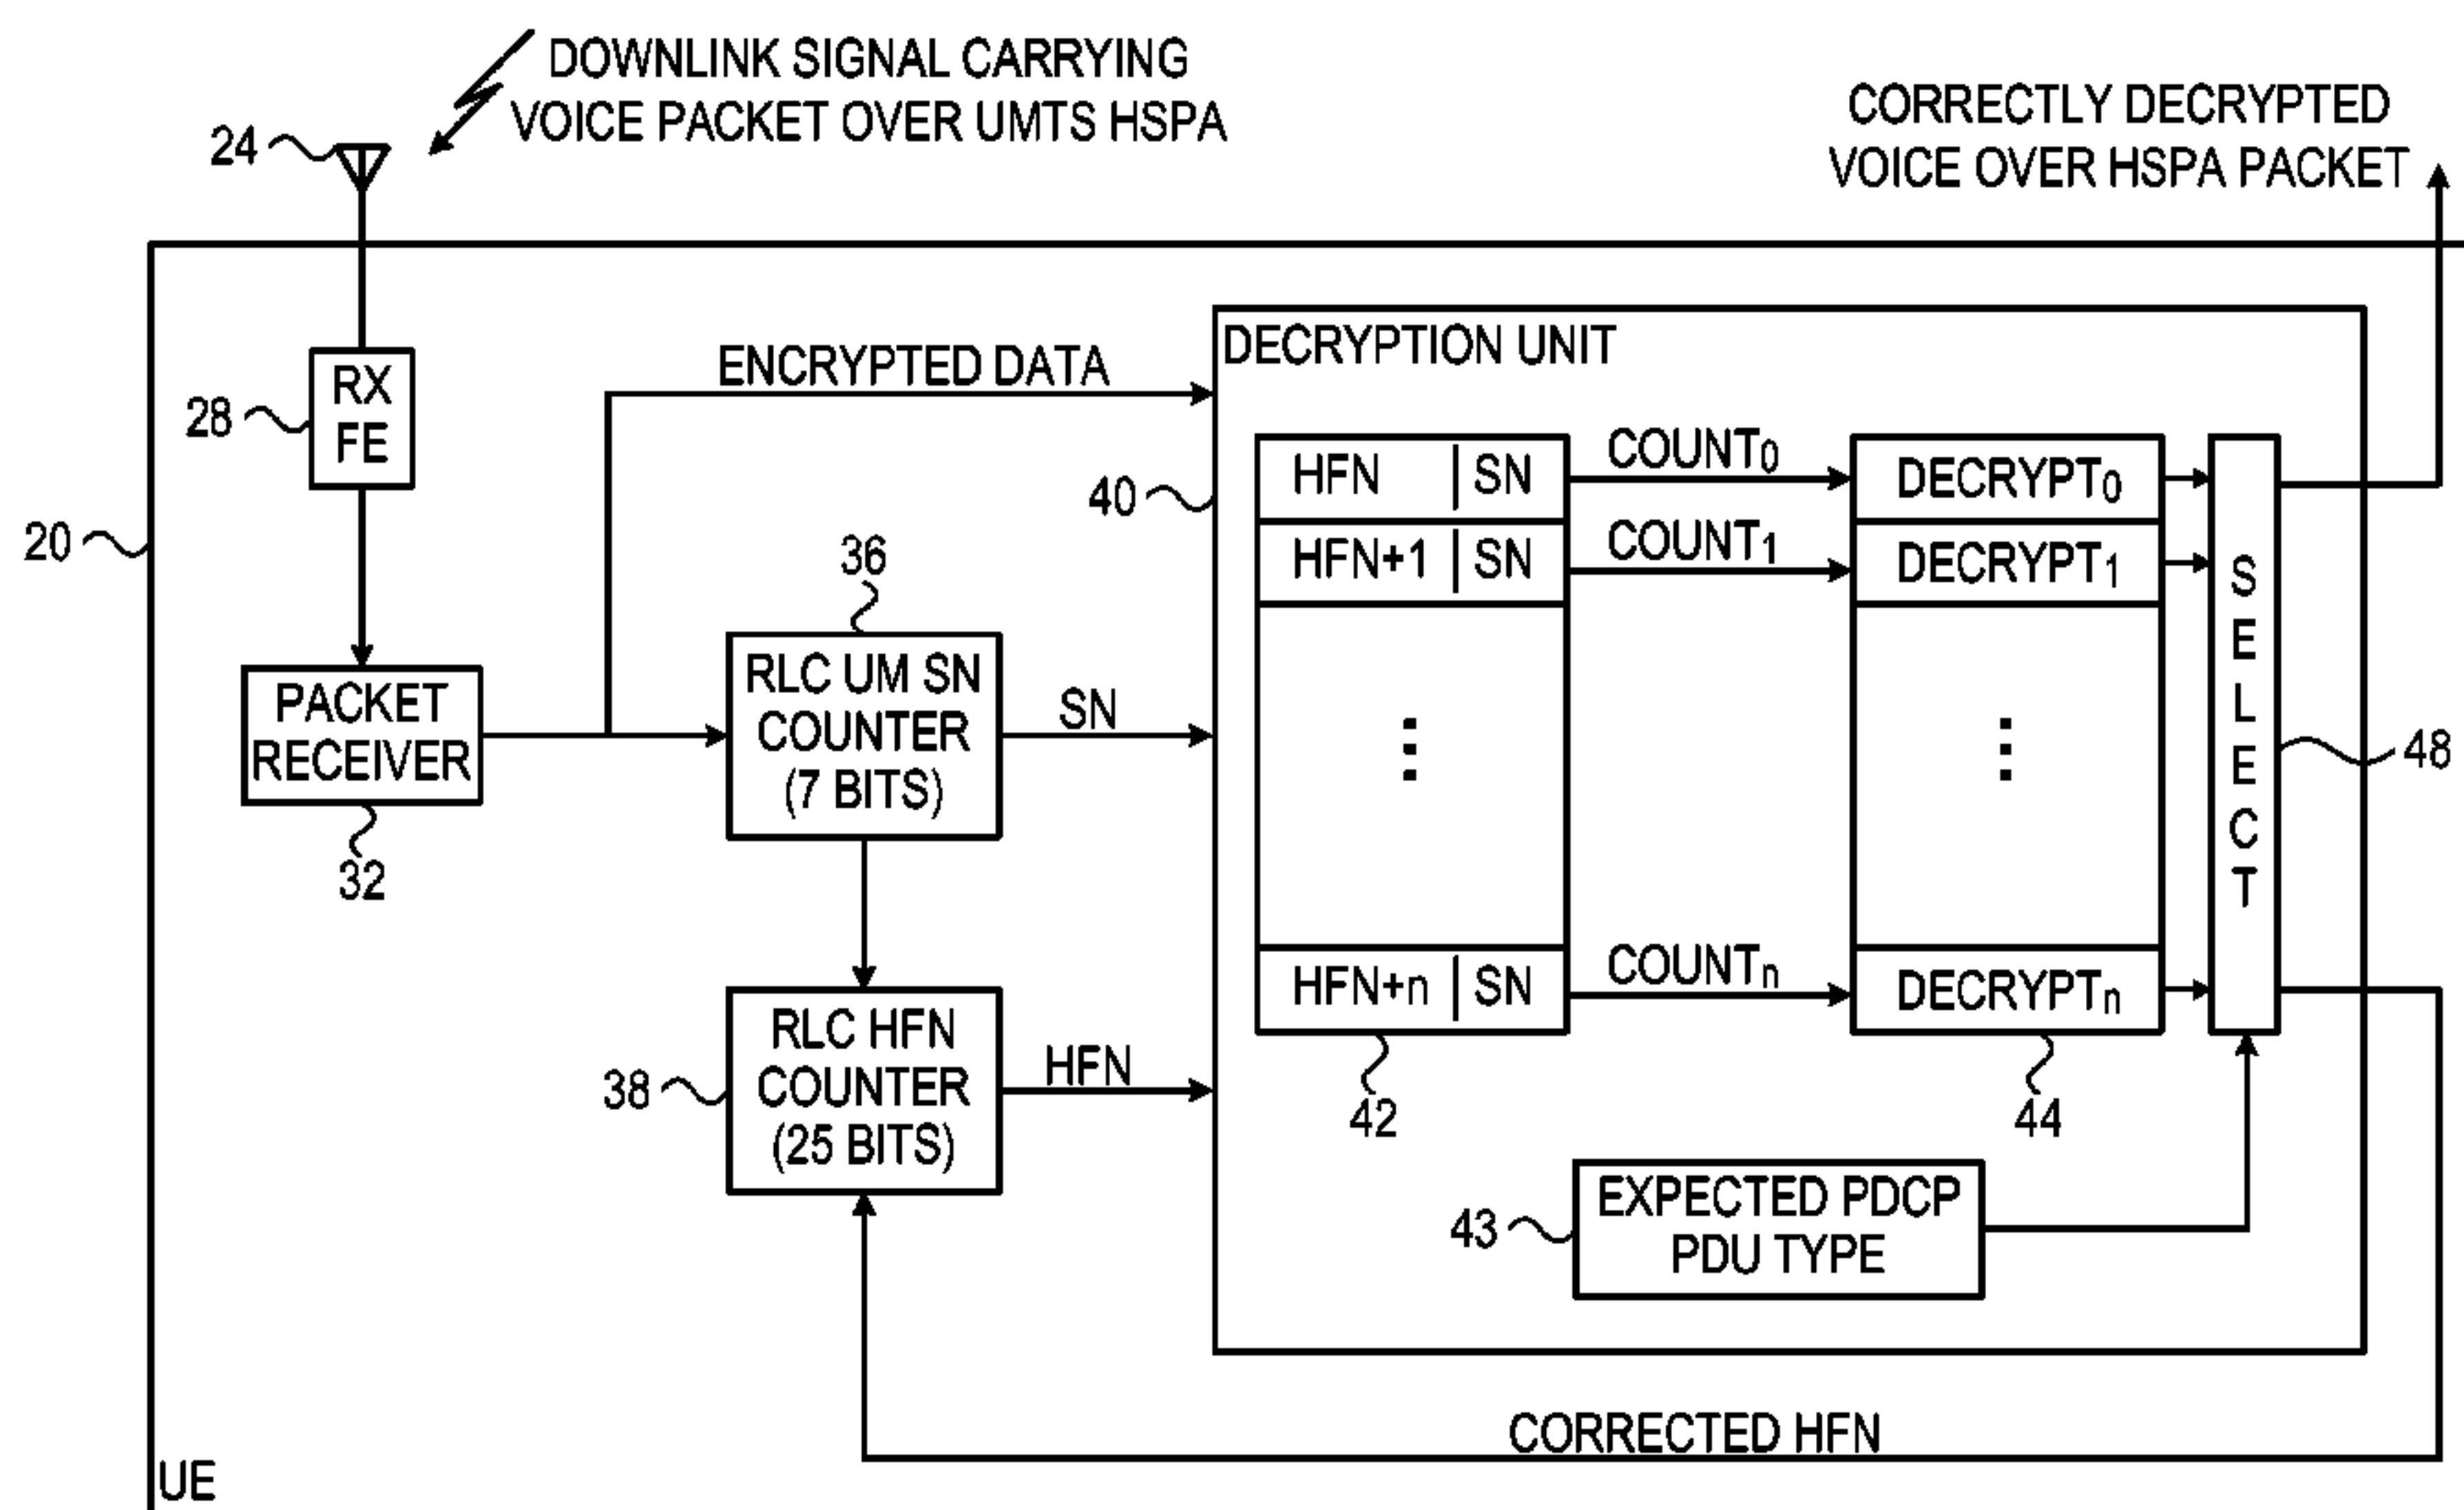 DOWNLINK SIGNAL CARRYING
VOICE PACKET OVER UMTS HSPA
CORRECTLY DECRYPTED
VOICE OVER HSPA PACKET
24
28
RX
FE
20
PACKET
RECEIVER
32
ENCRYPTED DATA
36
RLC UM SN
COUNTER
(7 BITS)
SN
38
RLC HFN
COUNTER
(25 BITS)
HFN
40
DECRYPTION UNIT
HFN | SN
HFN+1 | SN
HFN+n | SN
42
COUNT0
COUNT1
COUNTn
DECRYPT0
DECRYPT1
DECRYPTn
44
SELECT
48
43
EXPECTED PDCP
PDU TYPE
CORRECTED HFN
UE